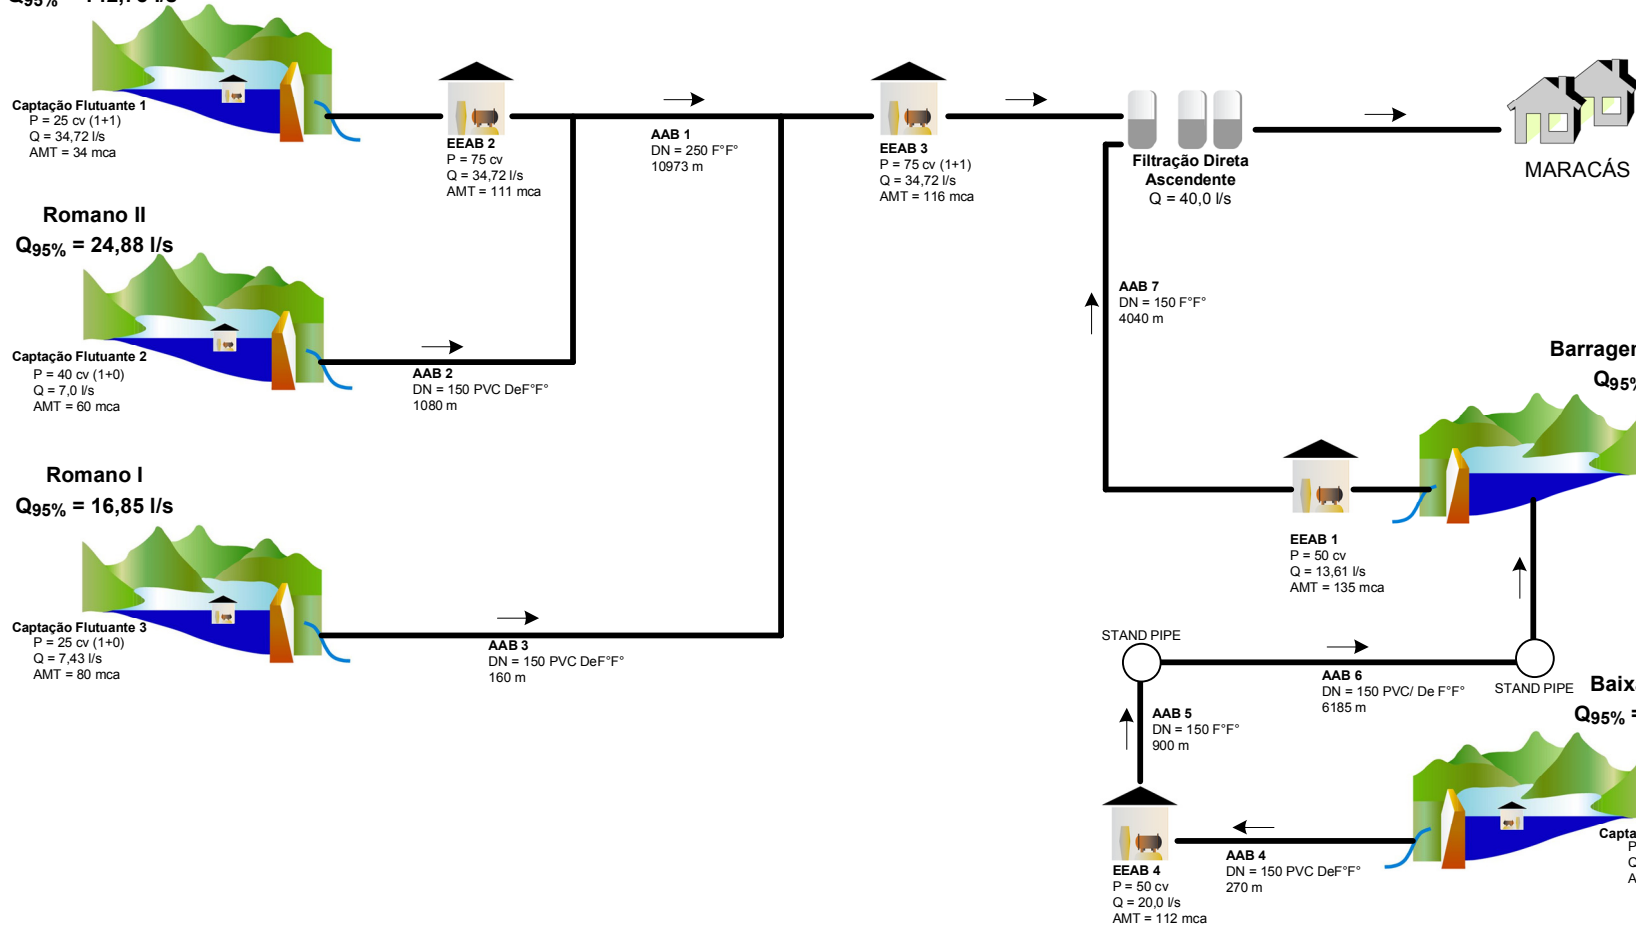 Captação Flutuante 1
P = 25 cv (1+1)
Q = 34,72 l/s
AMT = 34 mca
EEAB 2
P = 75 cv
Q = 34,72 l/s
AMT = 111 mca
AAB 1
DN = 250 F°F°
10973 m
EEAB 3
P = 75 cv (1+1)
Q = 34,72 l/s
AMT = 116 mca
Filtração Direta
Ascendente
Q = 40,0 l/s
MARACÁS
Romano II
Q95% = 24,88 l/s
Captação Flutuante 2
P = 40 cv (1+0)
Q = 7,0 l/s
AMT = 60 mca
AAB 2
DN = 150 PVC DeF°F°
1080 m
AAB 7
DN = 150 F°F°
4040 m
Romano I
Q95% = 16,85 l/s
Captação Flutuante 3
P = 25 cv (1+0)
Q = 7,43 l/s
AMT = 80 mca
AAB 3
DN = 150 PVC DeF°F°
160 m
Q95%
EEAB 1
P = 50 cv
Q = 13,61 l/s
AMT = 135 mca
STAND PIPE
AAB 6
DN = 150 PVC/ De F°F°
6185 m
STAND PIPE
AAB 5
DN = 150 F°F°
900 m
Q95% =
AAB 4
DN = 150 PVC DeF°F°
270 m
EEAB 4
P = 50 cv
Q = 20,0 l/s
AMT = 112 mca